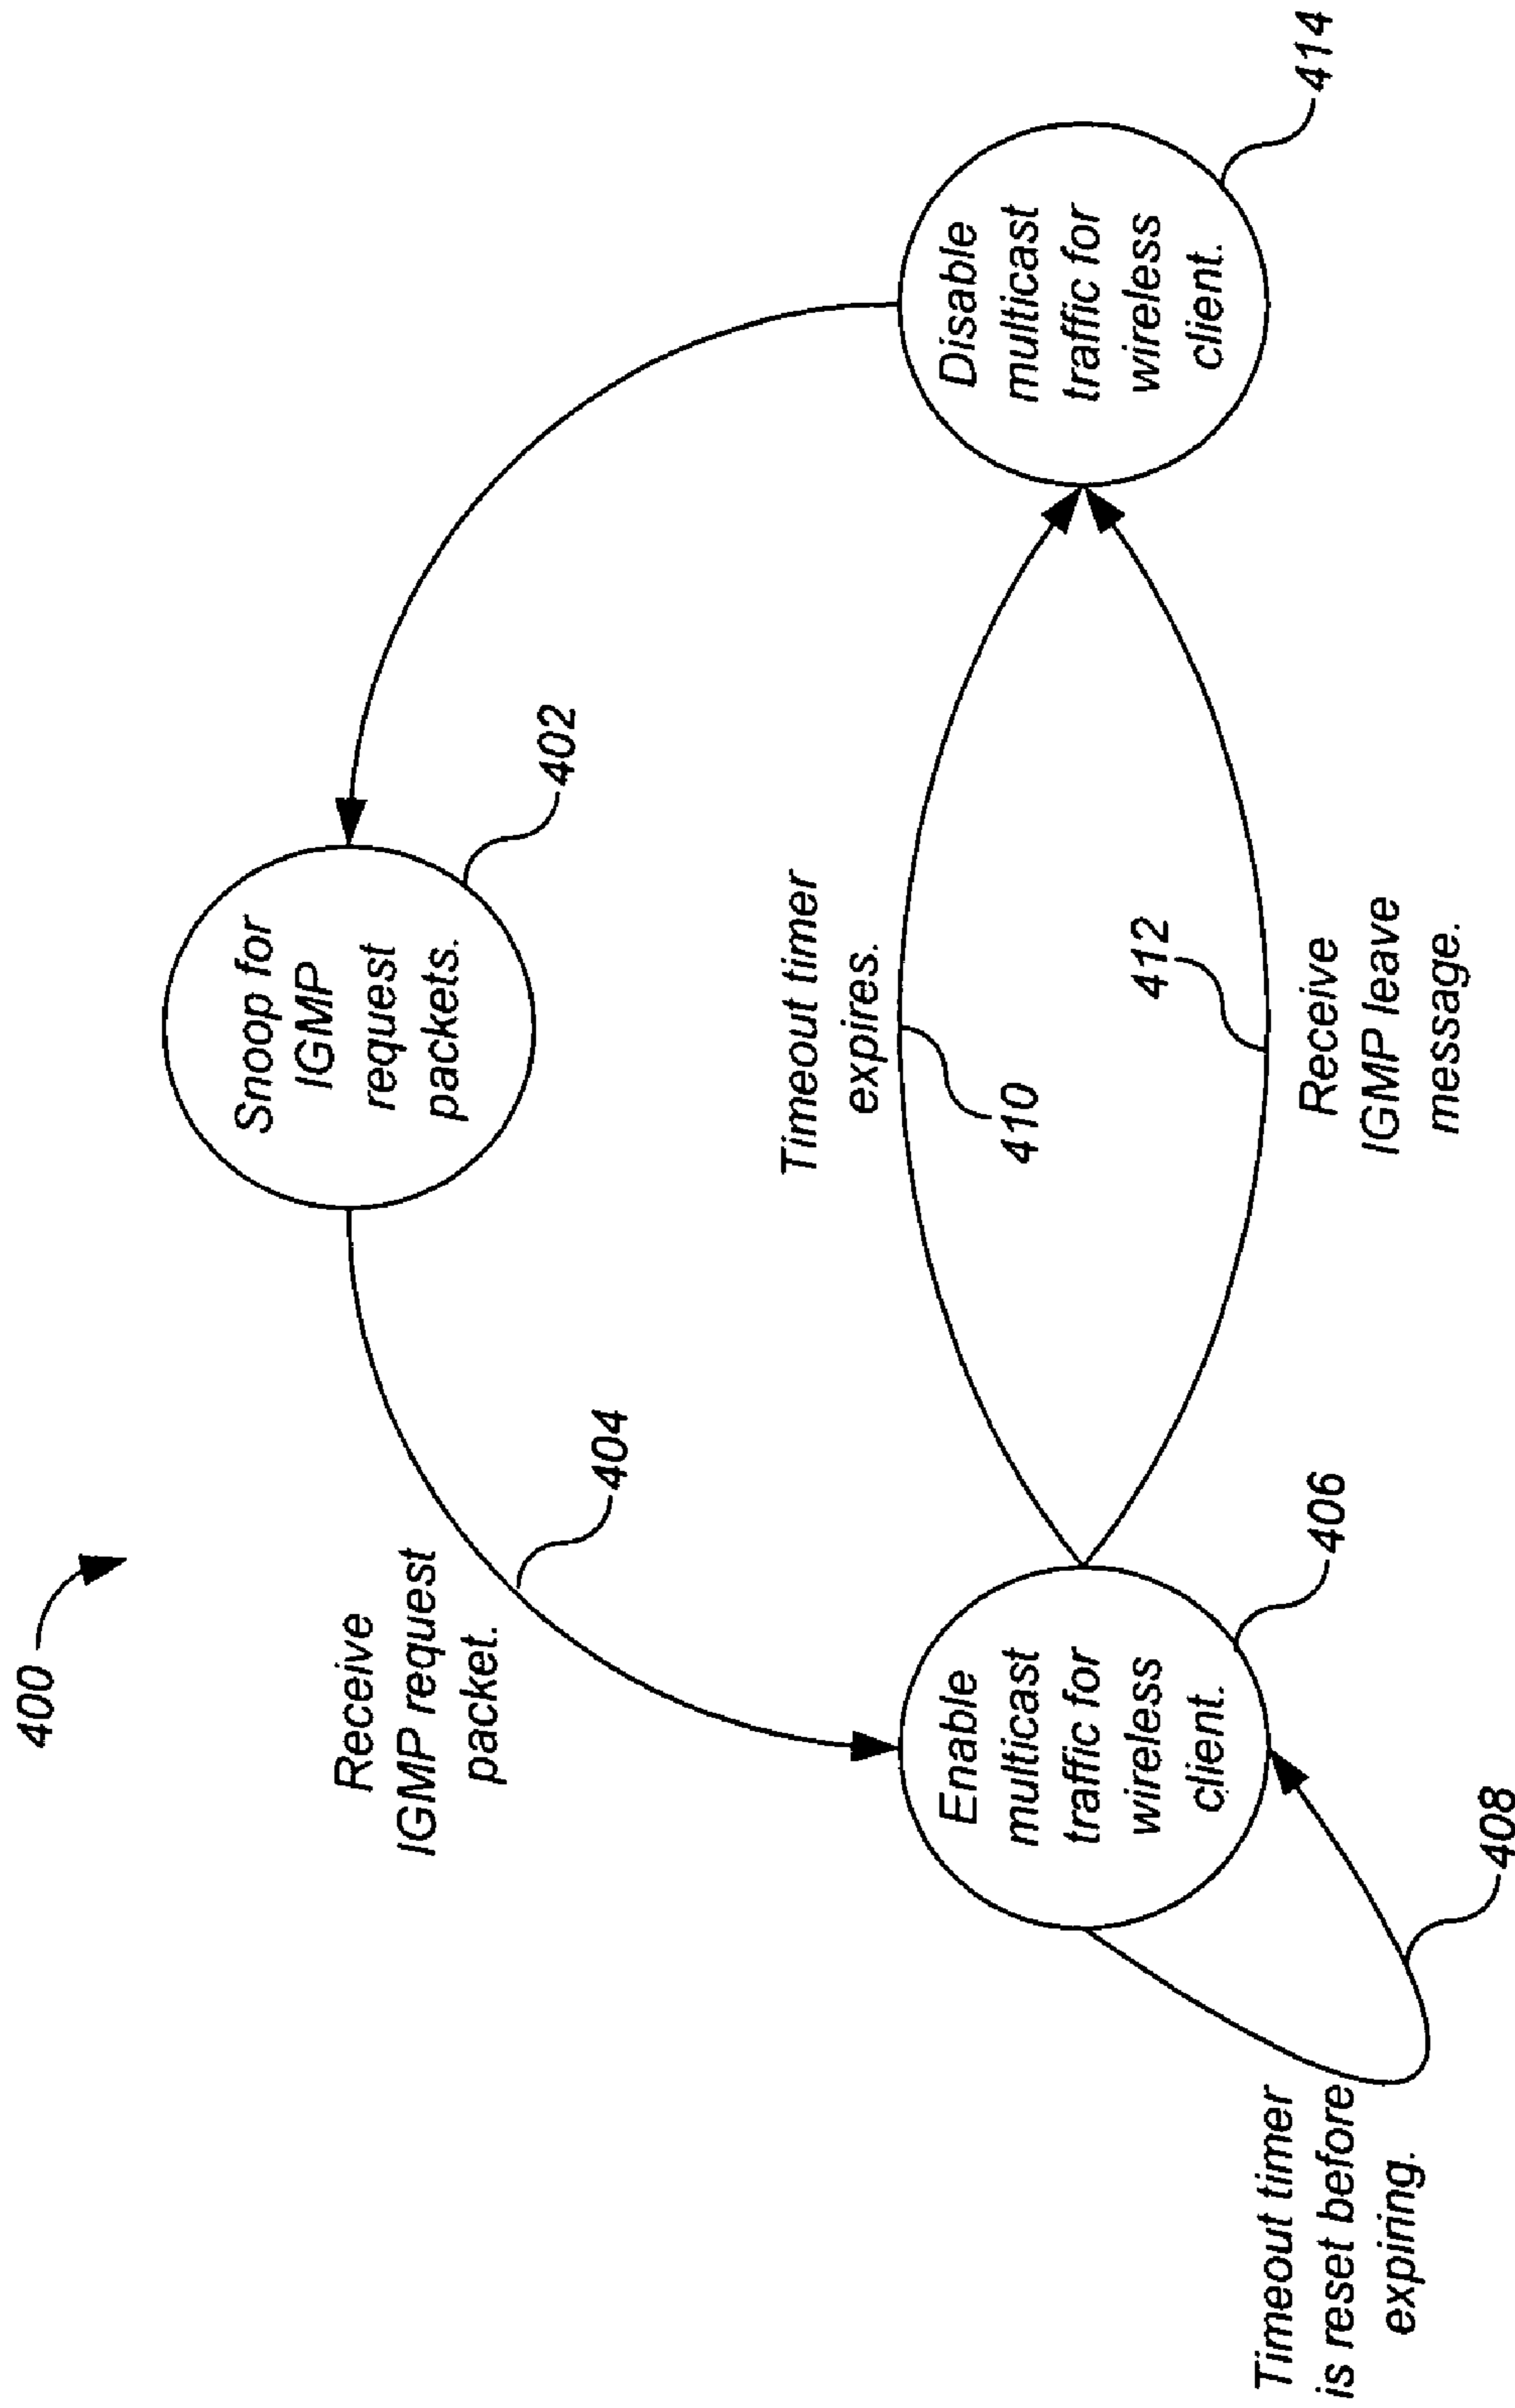 400
Snoop for
IGMP
request
packets.
402
Receive
IGMP request
packet.
404
Timeout timer
expires.
410
412
Receive
IGMP leave
message.
Enable
multicast
traffic for
wireless
client.
406
Disable
multicast
traffic for
wireless
client.
414
Timeout timer
is reset before
expiring.
408